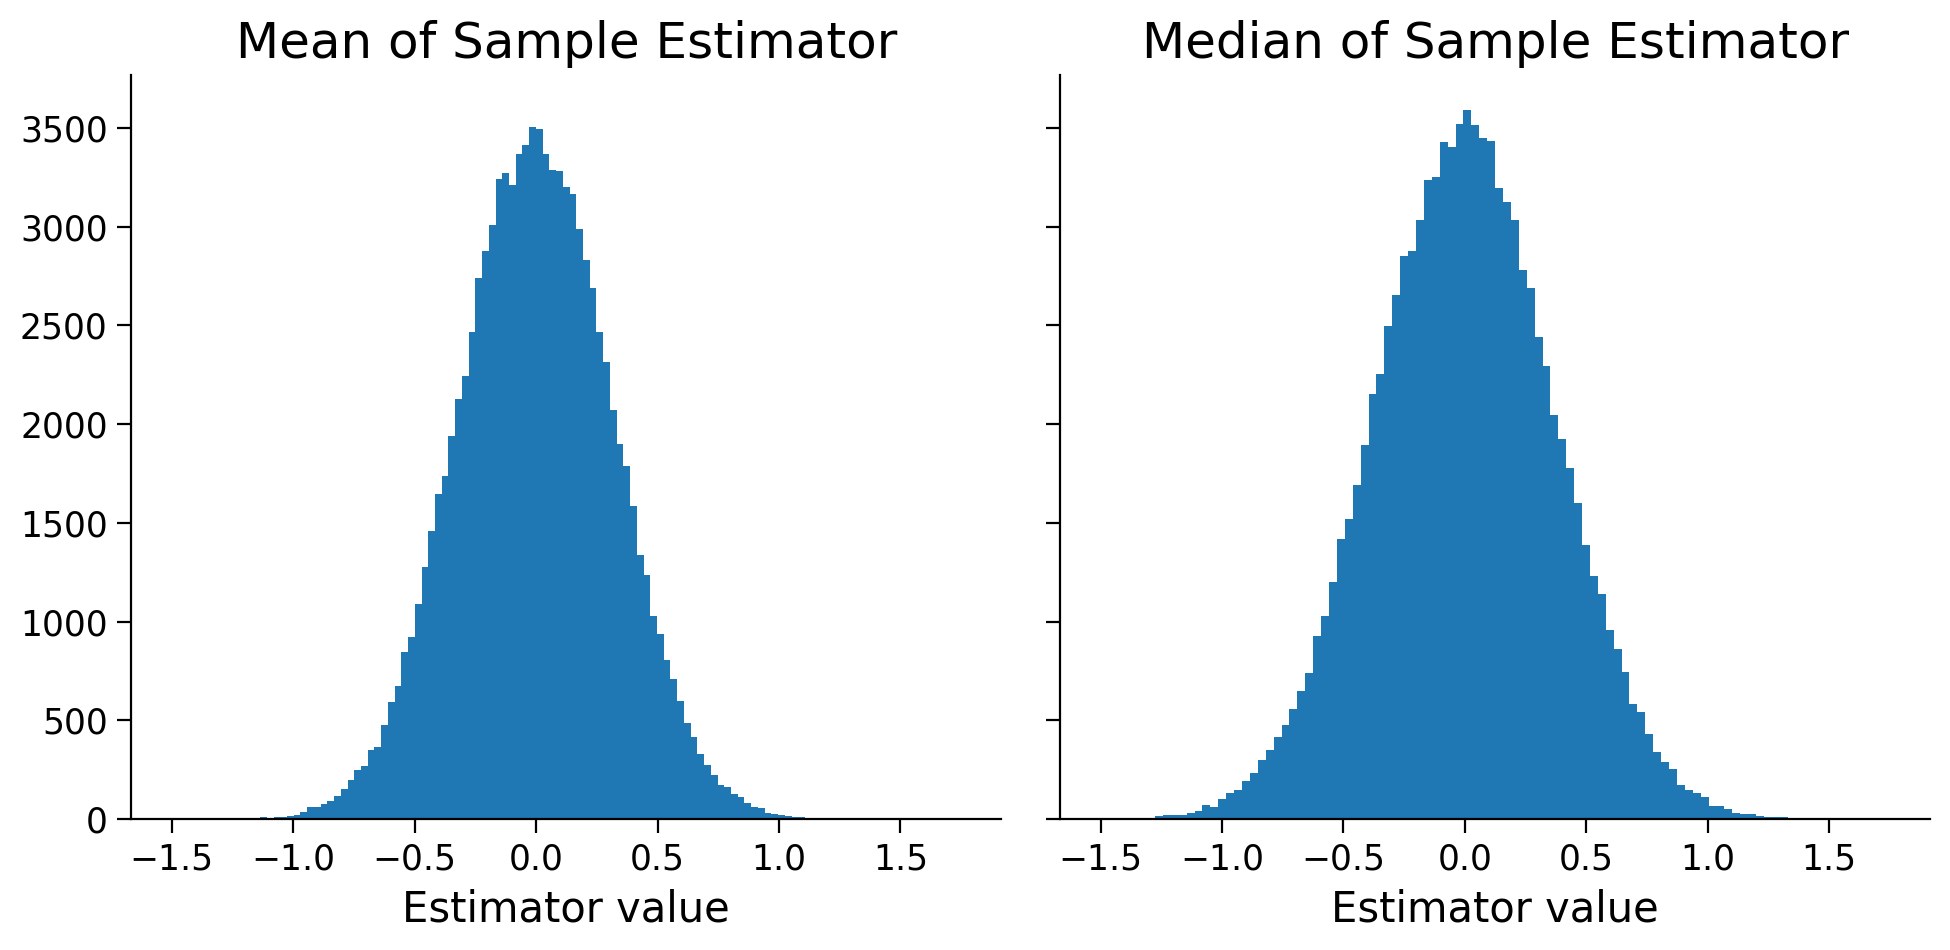 Mean of Sample Estimator
3500
3000
2500
2000
1500
1000
500
0
−1.5 −1.0 −0.5 0.0 0.5 1.0 1.5
Estimator value
Median of Sample Estimator
−1.5 −1.0 −0.5 0.0 0.5 1.0 1.5
Estimator value